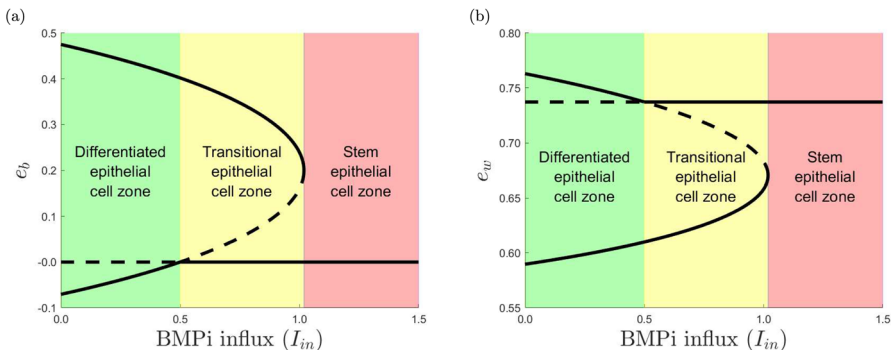 (a)
0.5
0.4
0.3
0.2
0.1
-0.0
-0.1
e_b
Differentiated
epithelial
cell zone
Transitional
epithelial
cell zone
Stem
epithelial
cell zone
0.0
0.5
1.0
1.5
BMPi influx (I_in)
(b)
0.80
0.75
0.70
0.65
0.60
0.55
e_w
Differentiated
epithelial
cell zone
Transitional
epithelial
cell zone
Stem
epithelial
cell zone
0.0
0.5
1.0
1.5
BMPi influx (I_in)